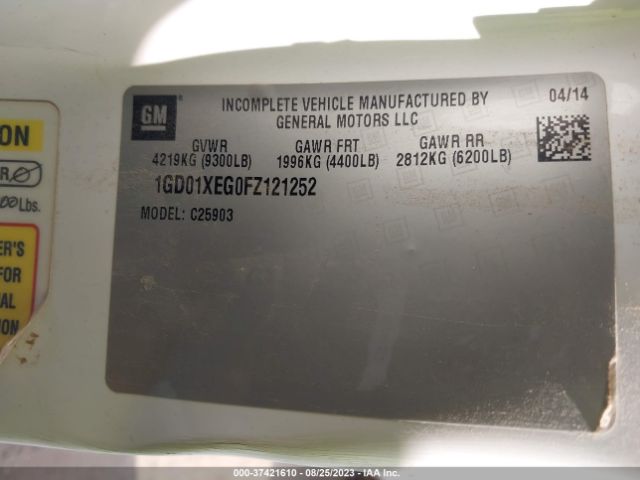 GM
INCOMPLETE VEHICLE MANUFACTURED BY
GENERAL MOTORS LLC
04/14
GVWR GAWR FRT GAWR RR
4219KG (9300LB) 1996KG (4400LB) 2812KG (6200LB)
1GD01XEG0FZ121252
MODEL: C25903
ON
R
Lbs.
ER'S
FOR
AL
ION
000-37421610 - 08/25/2023 - IAA Inc.